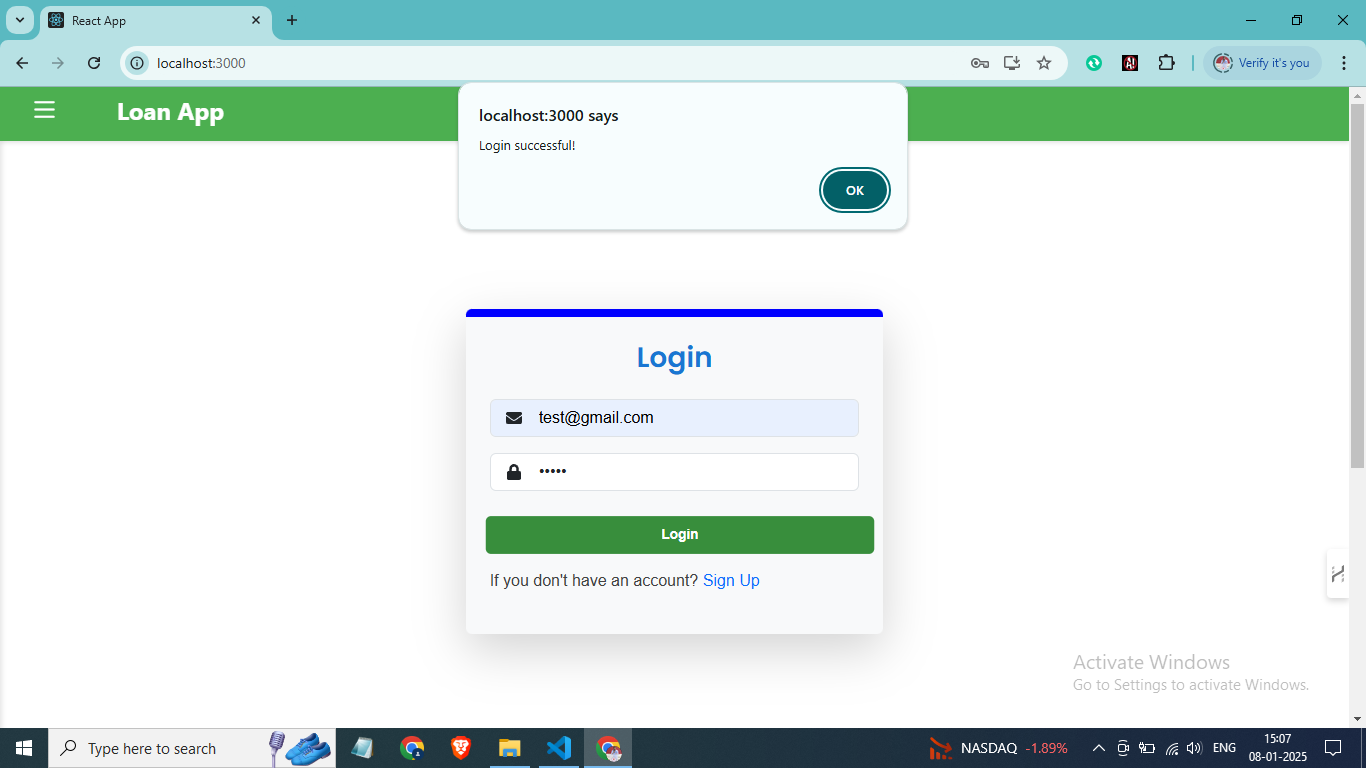 React App
localhost:3000
Verify it's you
Loan App
localhost:3000 says
Login successful!
OK
Login
test@gmail.com
•••••
Login
If you don't have an account? Sign Up
Activate Windows
Go to Settings to activate Windows.
Type here to search
NASDAQ -1.89%
ENG
15:07
08-01-2025